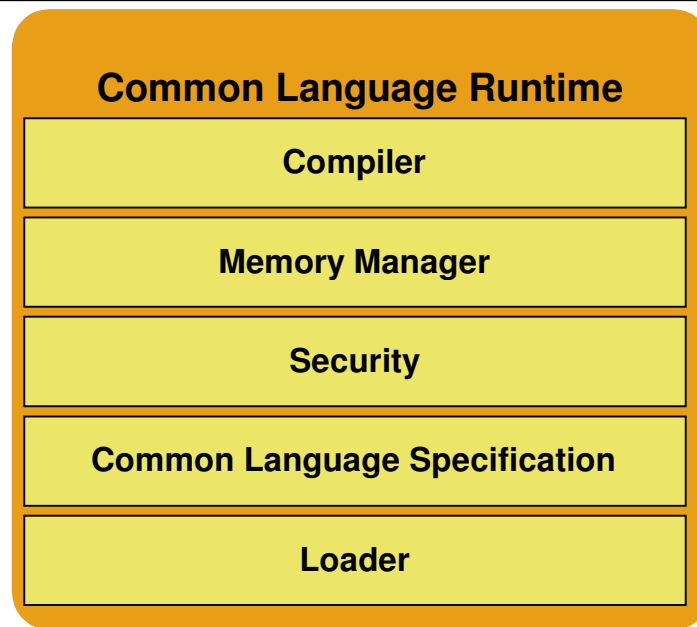 Common Language Runtime
Compiler
Memory Manager
Security
Common Language Specification
Loader